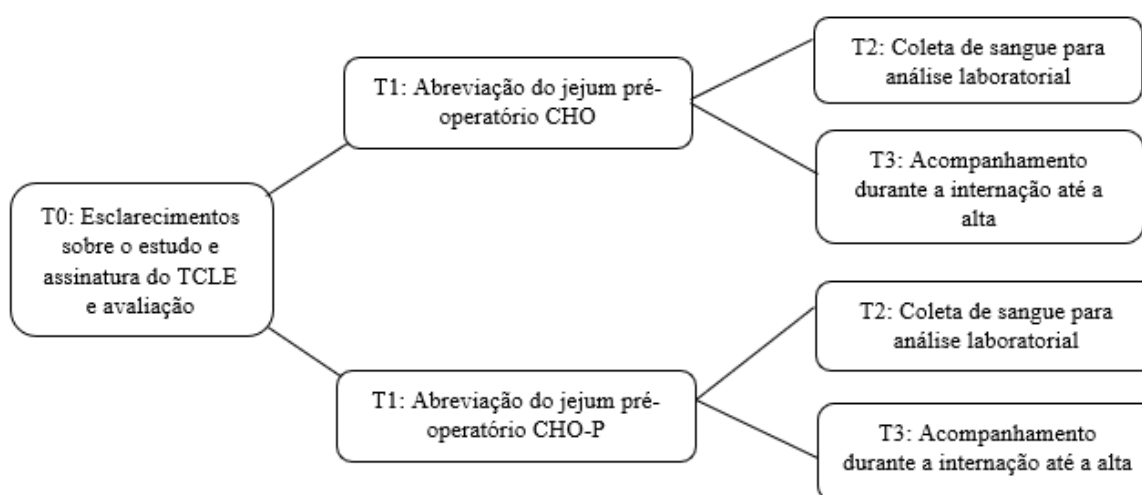 T0: Esclarecimentos
sobre o estudo e
assinatura do TCLE
e avaliação
T1: Abreviação do jejum pré-
operatório CHO
T2: Coleta de sangue para
análise laboratorial
T3: Acompanhamento
durante a internação até a
alta
T1: Abreviação do jejum pré-
operatório CHO-P
T2: Coleta de sangue para
análise laboratorial
T3: Acompanhamento
durante a internação até a alta